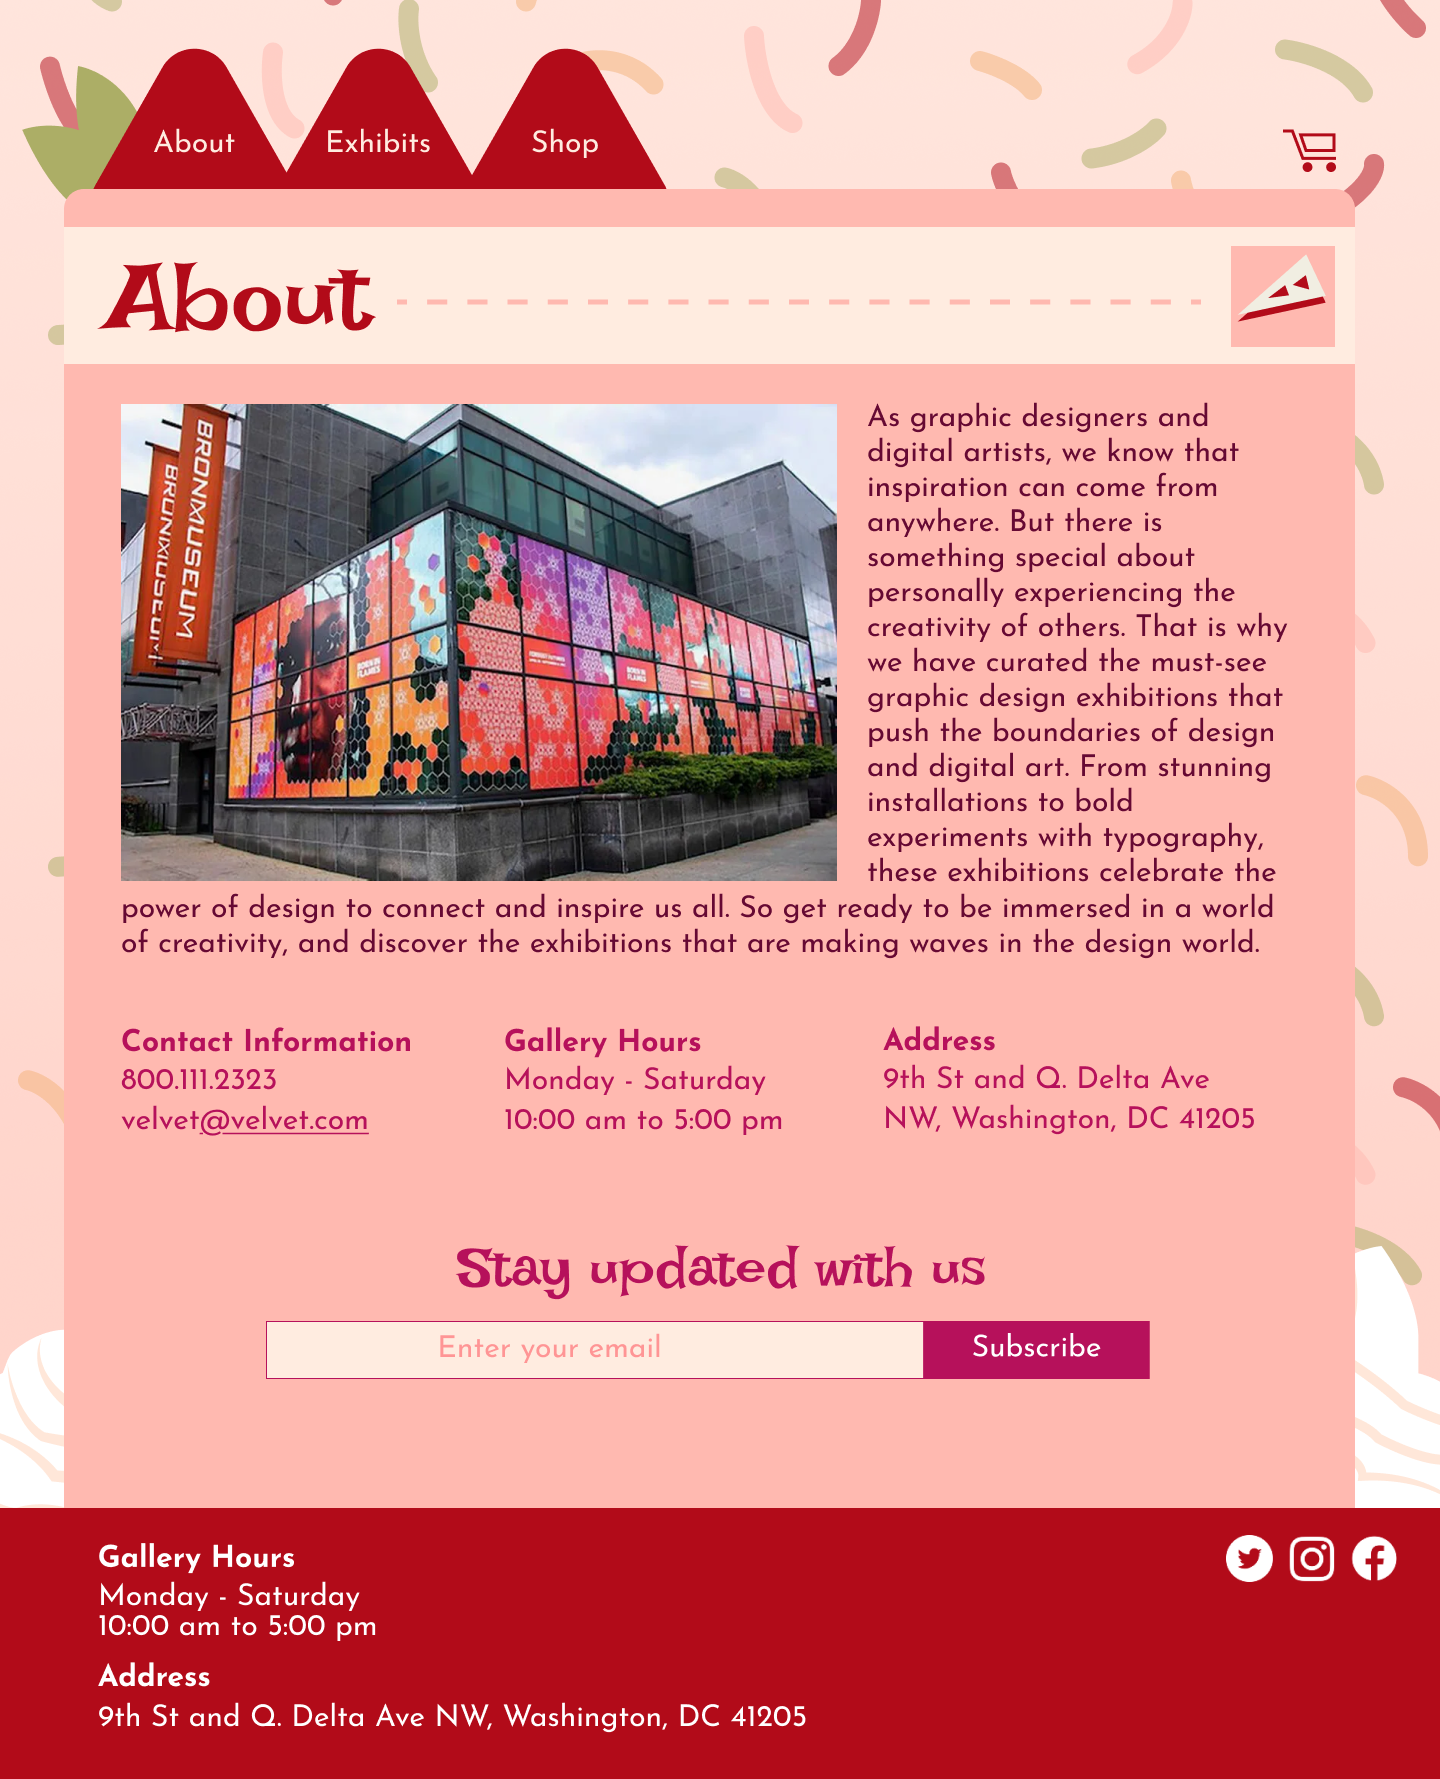 About
Exhibits
Shop
About
BRONXMUSEUM
BRONXMUSEUM
BORN IN
FLAMES
BORN IN
FLAMES
As graphic designers and
digital artists, we know that
inspiration can come from
anywhere. But there is
something special about
personally experiencing the
creativity of others. That is why
we have curated the must-see
graphic design exhibitions that
push the boundaries of design
and digital art. From stunning
installations to bold
experiments with typography,
these exhibitions celebrate the
power of design to connect and inspire us all. So get ready to be immersed in a world
of creativity, and discover the exhibitions that are making waves in the design world.
Contact Information
800.111.2323
velvet@velvet.com
Gallery Hours
Monday - Saturday
10:00 am to 5:00 pm
Address
9th St and Q. Delta Ave
NW, Washington, DC 41205
Stay updated with us
Enter your email
Subscribe
Gallery Hours
Monday - Saturday
10:00 am to 5:00 pm
Address
9th St and Q. Delta Ave NW, Washington, DC 41205